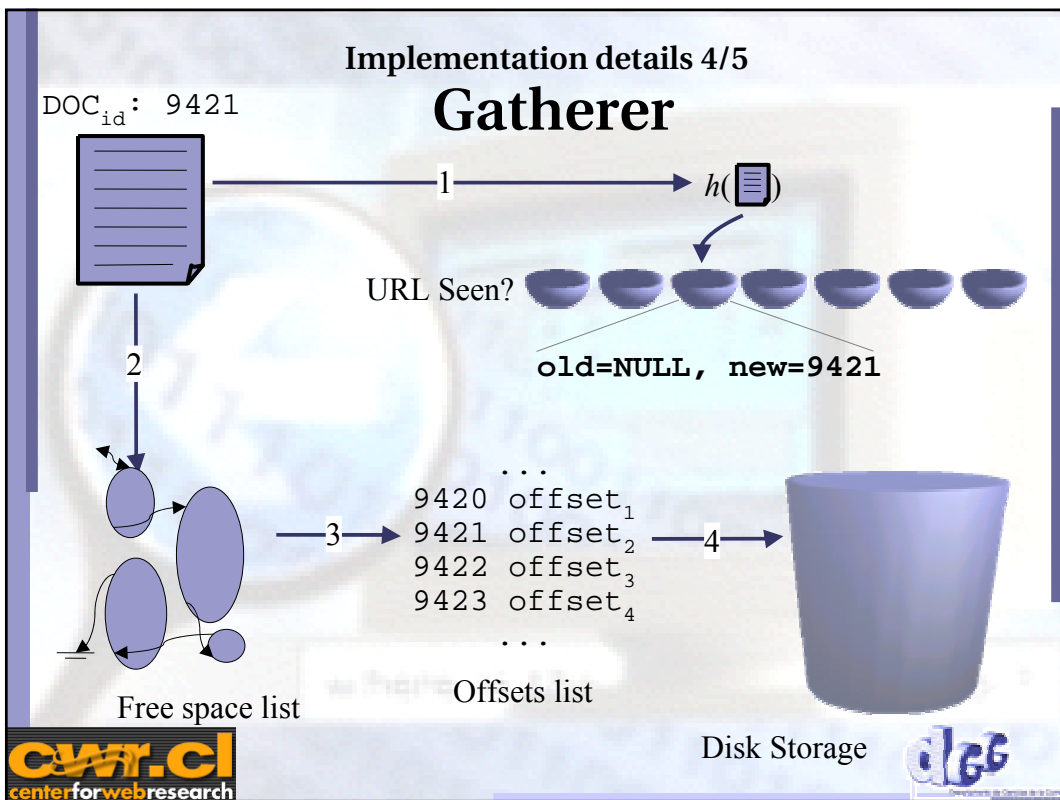 Implementation details 4/5
Gatherer
DOCid: 9421
1
h( )
URL Seen?
old=NULL, new=9421
2
...
9420 offset1
9421 offset2
9422 offset3
9423 offset4
...
3
4
Free space list
Offsets list
Disk Storage
cwr.cl
centerforwebresearch